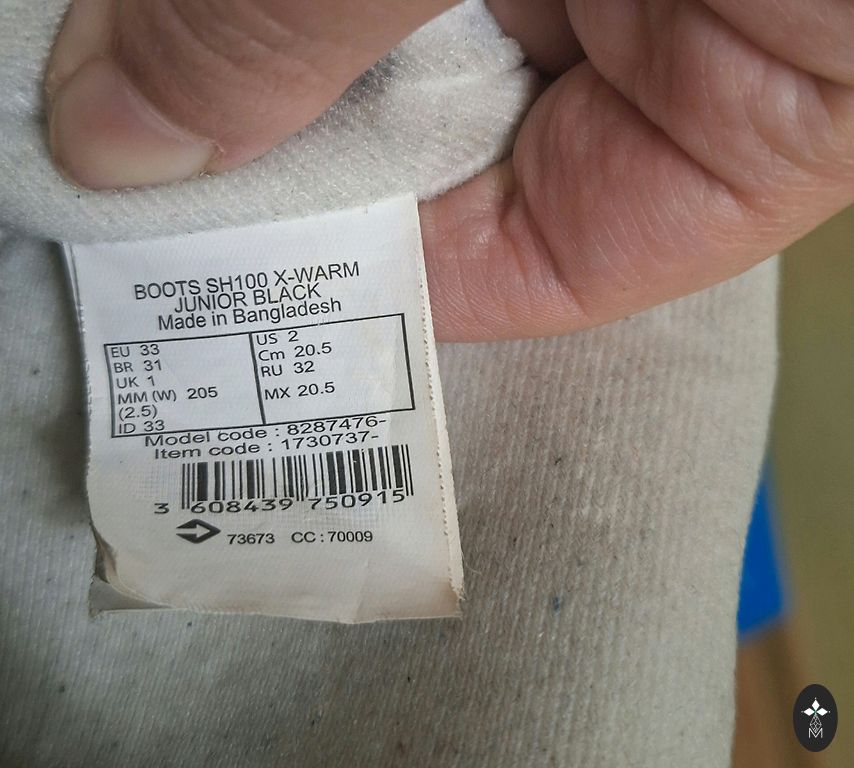 BOOTS SH100 X-WARM
JUNIOR BLACK
Made in Bangladesh
EU 33
BR 31
UK 1
MM (W) 205
(2.5)
ID 33
US 2
Cm 20.5
RU 32
MX 20.5
Model code : 8287476-
Item code : 1730737-
3 608439 750915
73673 CC : 70009
M